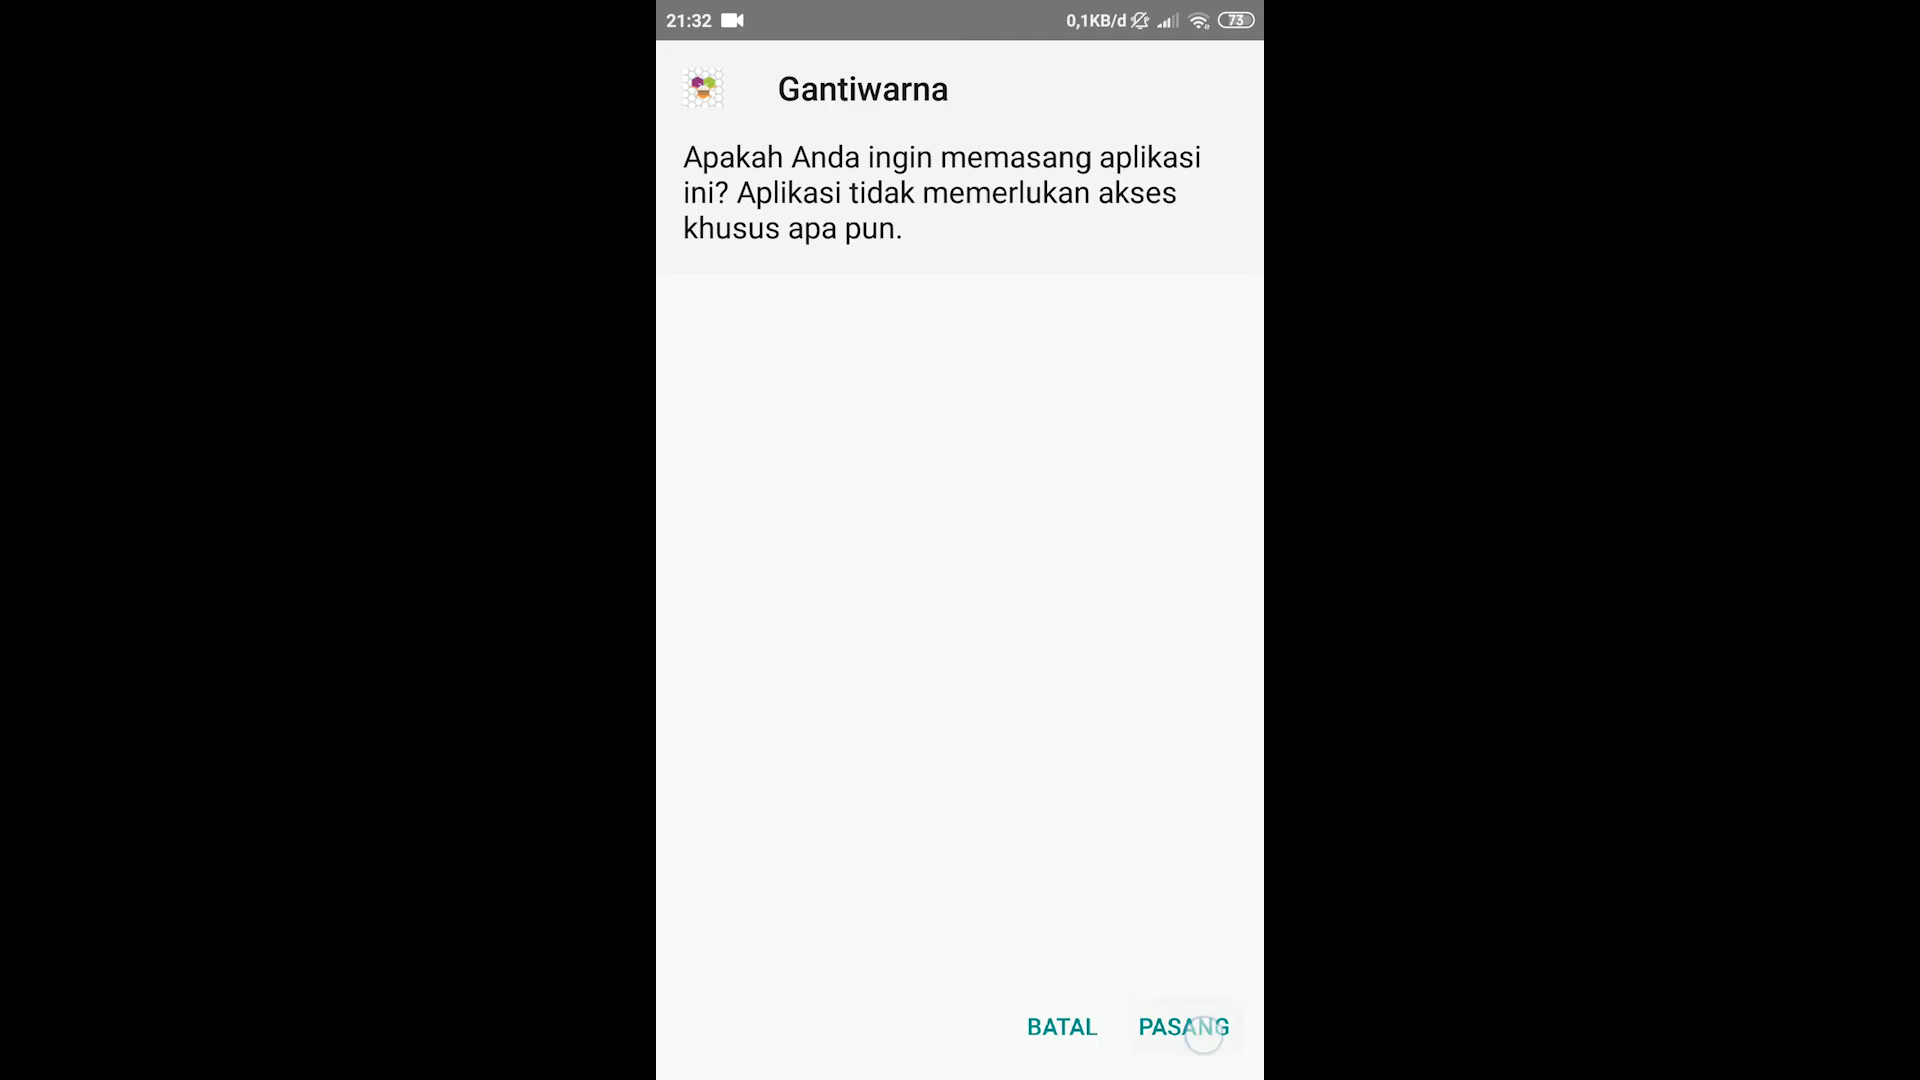 21:32
0,1KB/d 73
Gantiwarna
Apakah Anda ingin memasang aplikasi
ini? Aplikasi tidak memerlukan akses
khusus apa pun.
BATAL PASANG